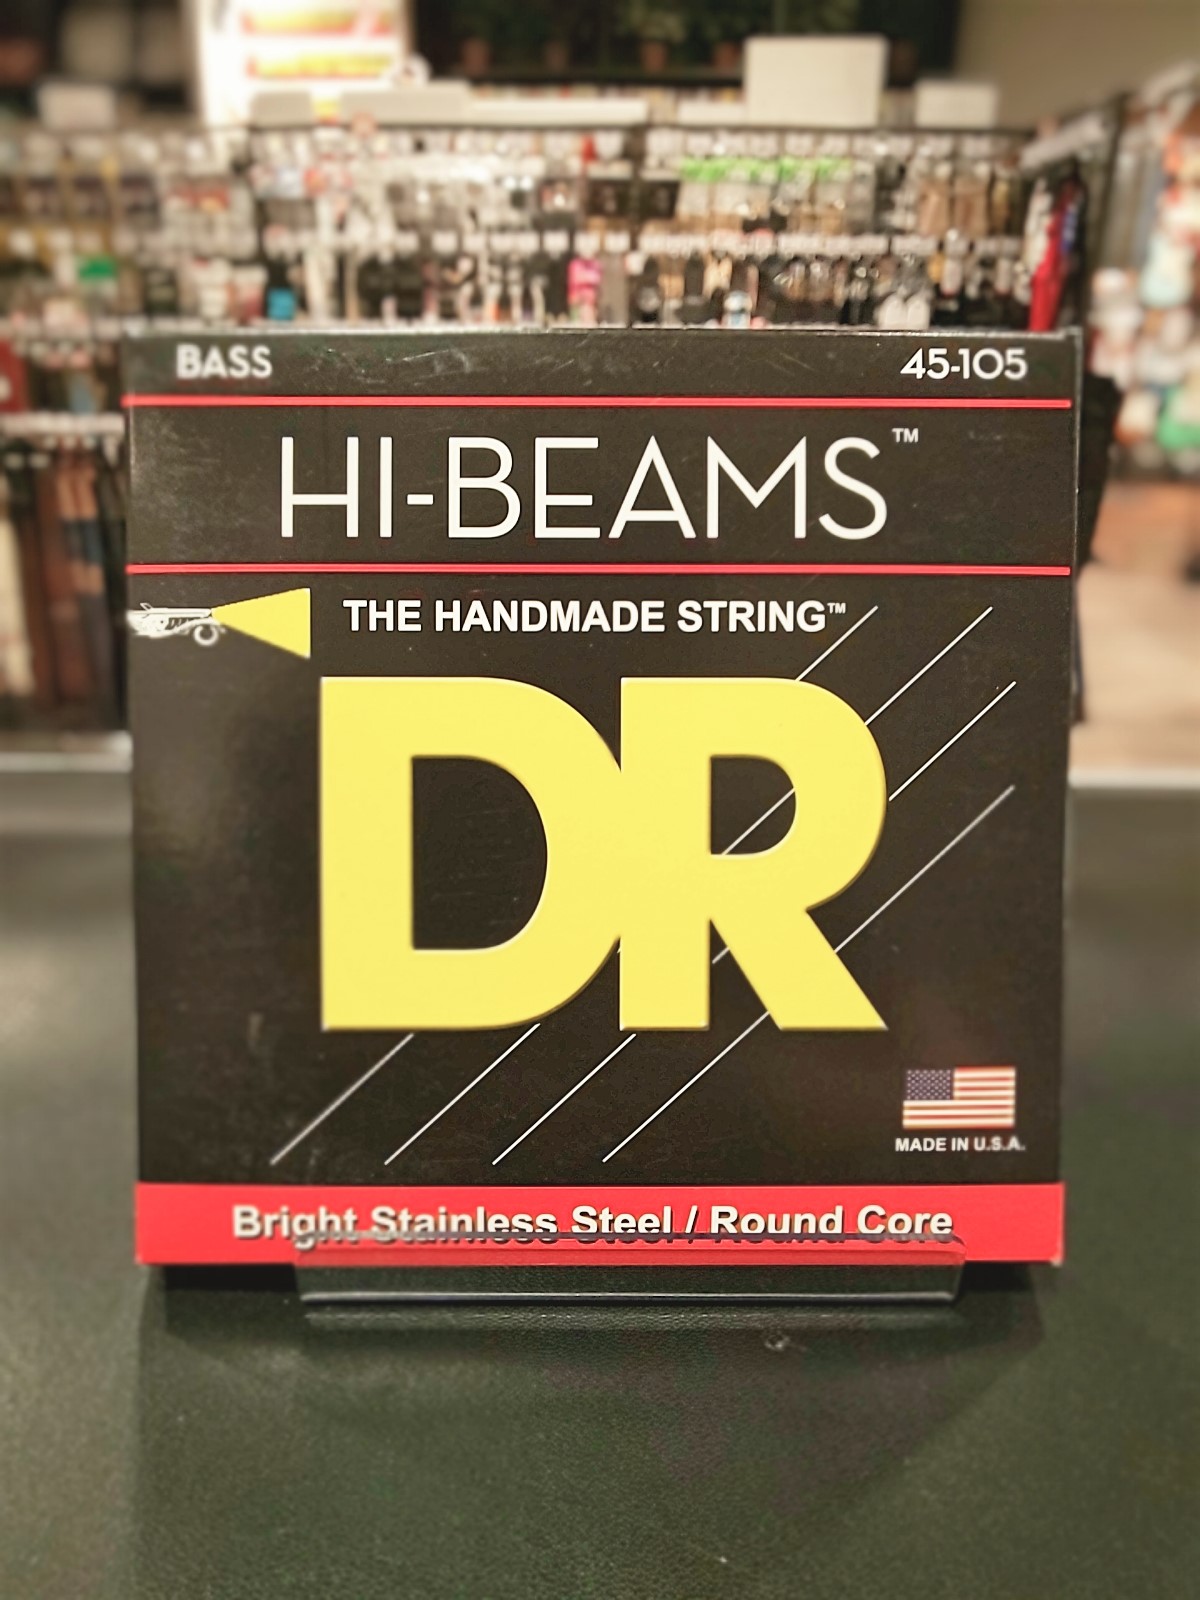 BASS 45-105
HI-BEAMS™
THE HANDMADE STRING™
DR
MADE IN U.S.A.
Bright Stainless Steel / Round Core